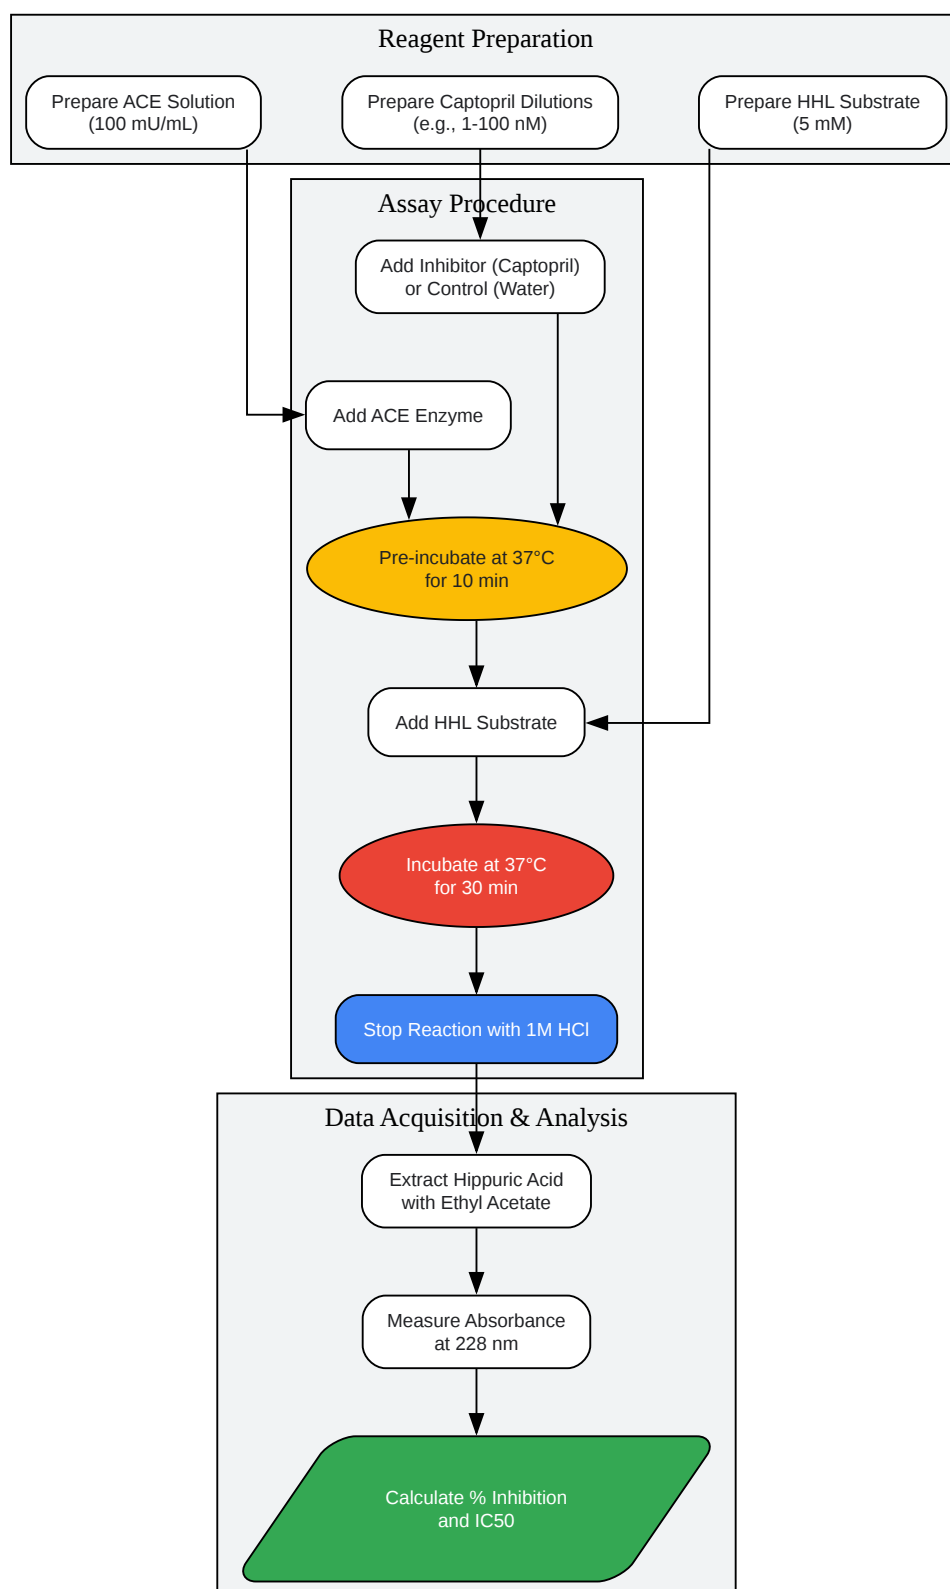 Reagent Preparation
Prepare ACE Solution
(100 mU/mL)
Prepare Captopril Dilutions
(e.g., 1-100 nM)
Prepare HHL Substrate
(5 mM)
Assay Procedure
Add Inhibitor (Captopril)
or Control (Water)
Add ACE Enzyme
Pre-incubate at 37°C
for 10 min
Add HHL Substrate
Incubate at 37°C
for 30 min
Stop Reaction with 1M HCl
Data Acquisition & Analysis
Extract Hippuric Acid
with Ethyl Acetate
Measure Absorbance
at 228 nm
Calculate % Inhibition
and IC50